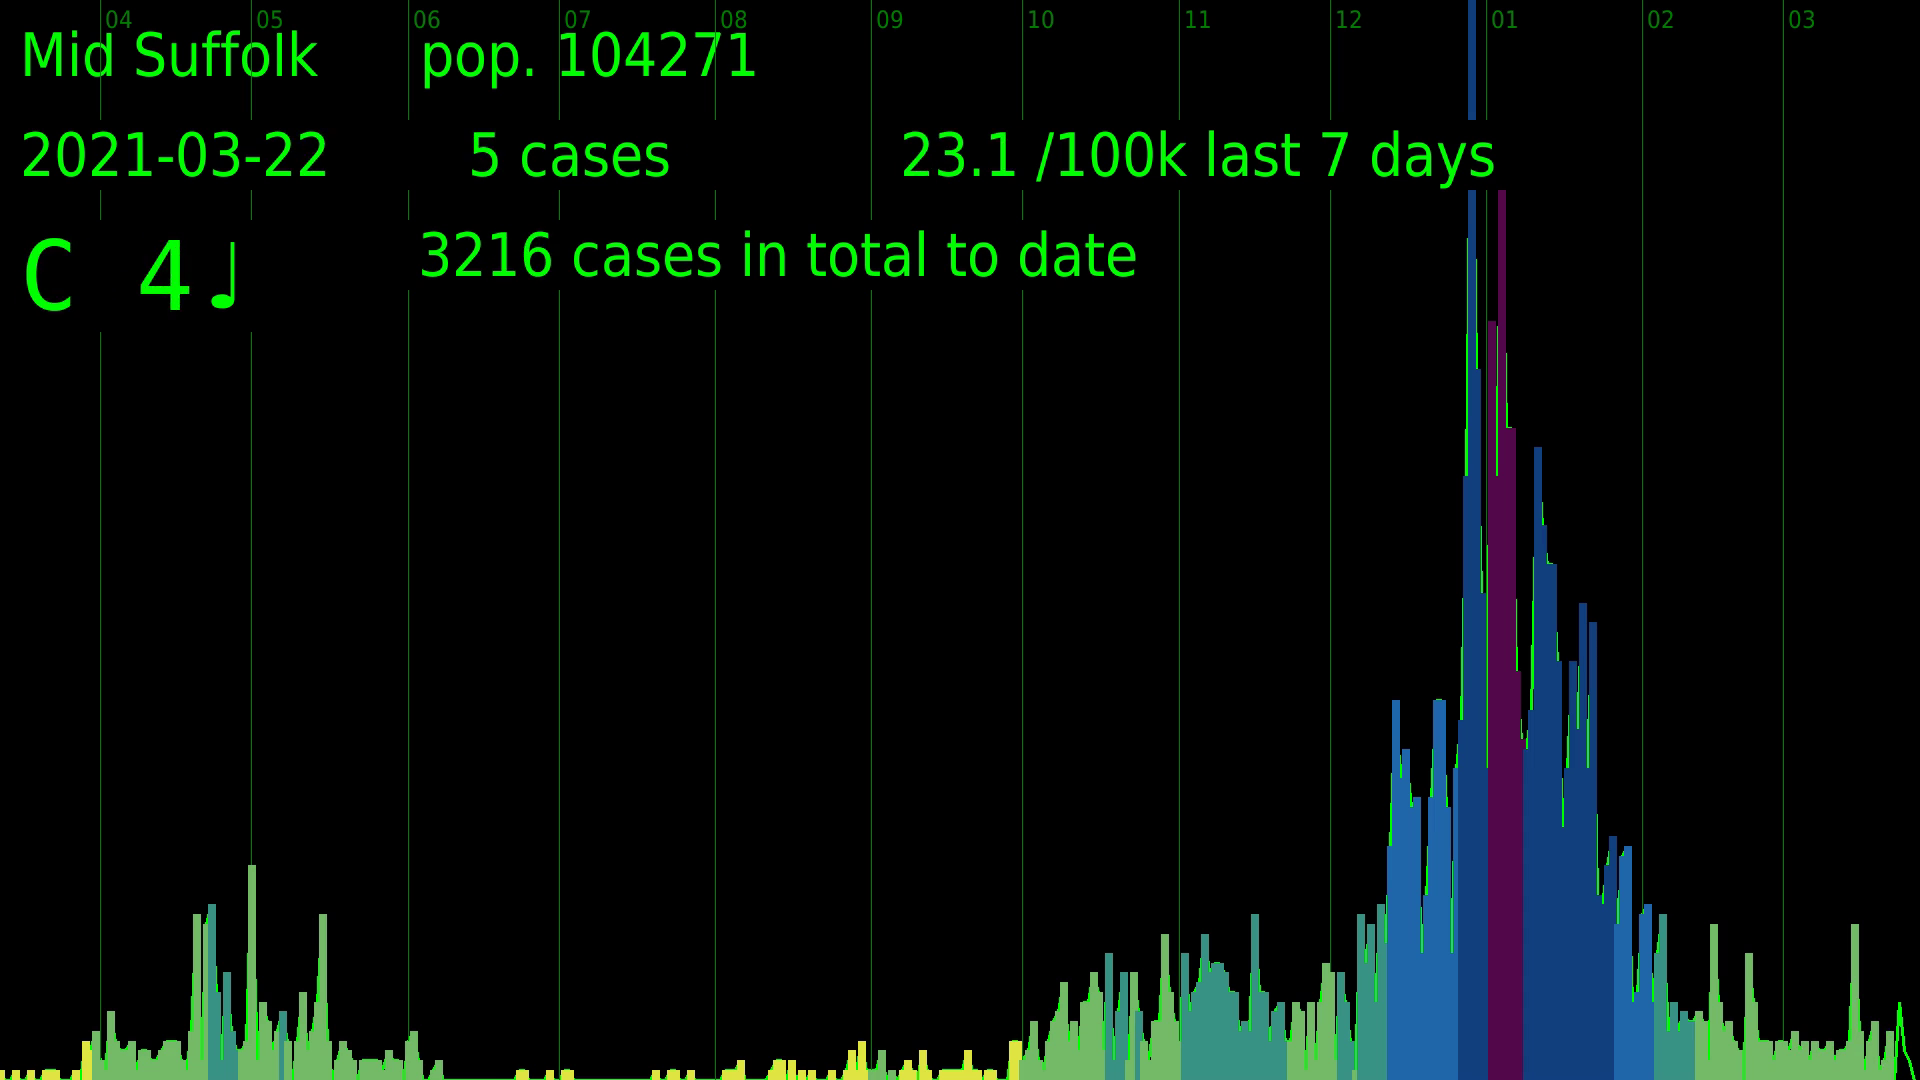 04 05 06 07 08 09 10 11 12 01 02 03
Mid Suffolk pop. 104271
2021-03-22 5 cases 23.1 /100k last 7 days
C 4♩ 3216 cases in total to date